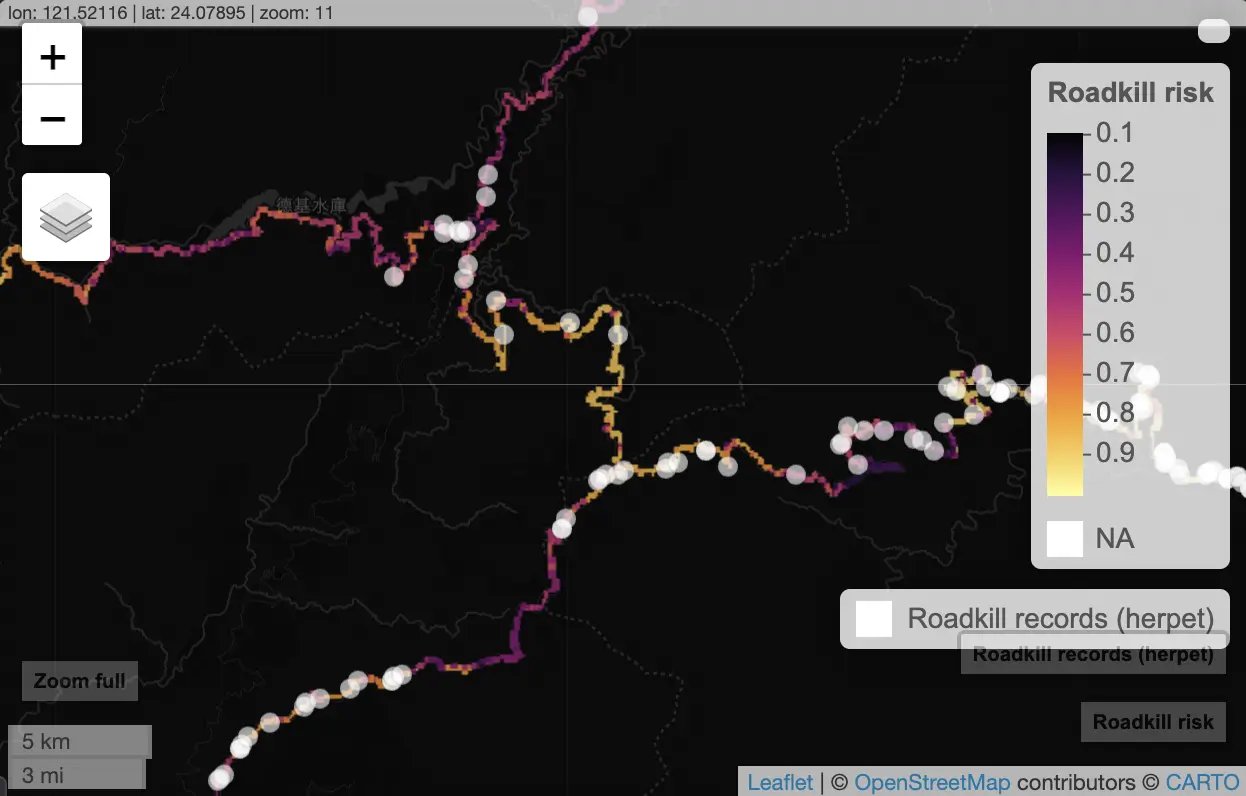 lon: 121.52116 | lat: 24.07895 | zoom: 11
+
−
德基水庫
Roadkill risk
0.1
0.2
0.3
0.4
0.5
0.6
0.7
0.8
0.9
NA
Roadkill records (herpet)
Roadkill records (herpet)
Zoom full
Roadkill risk
5 km
3 mi
Leaflet | © OpenStreetMap contributors © CARTO